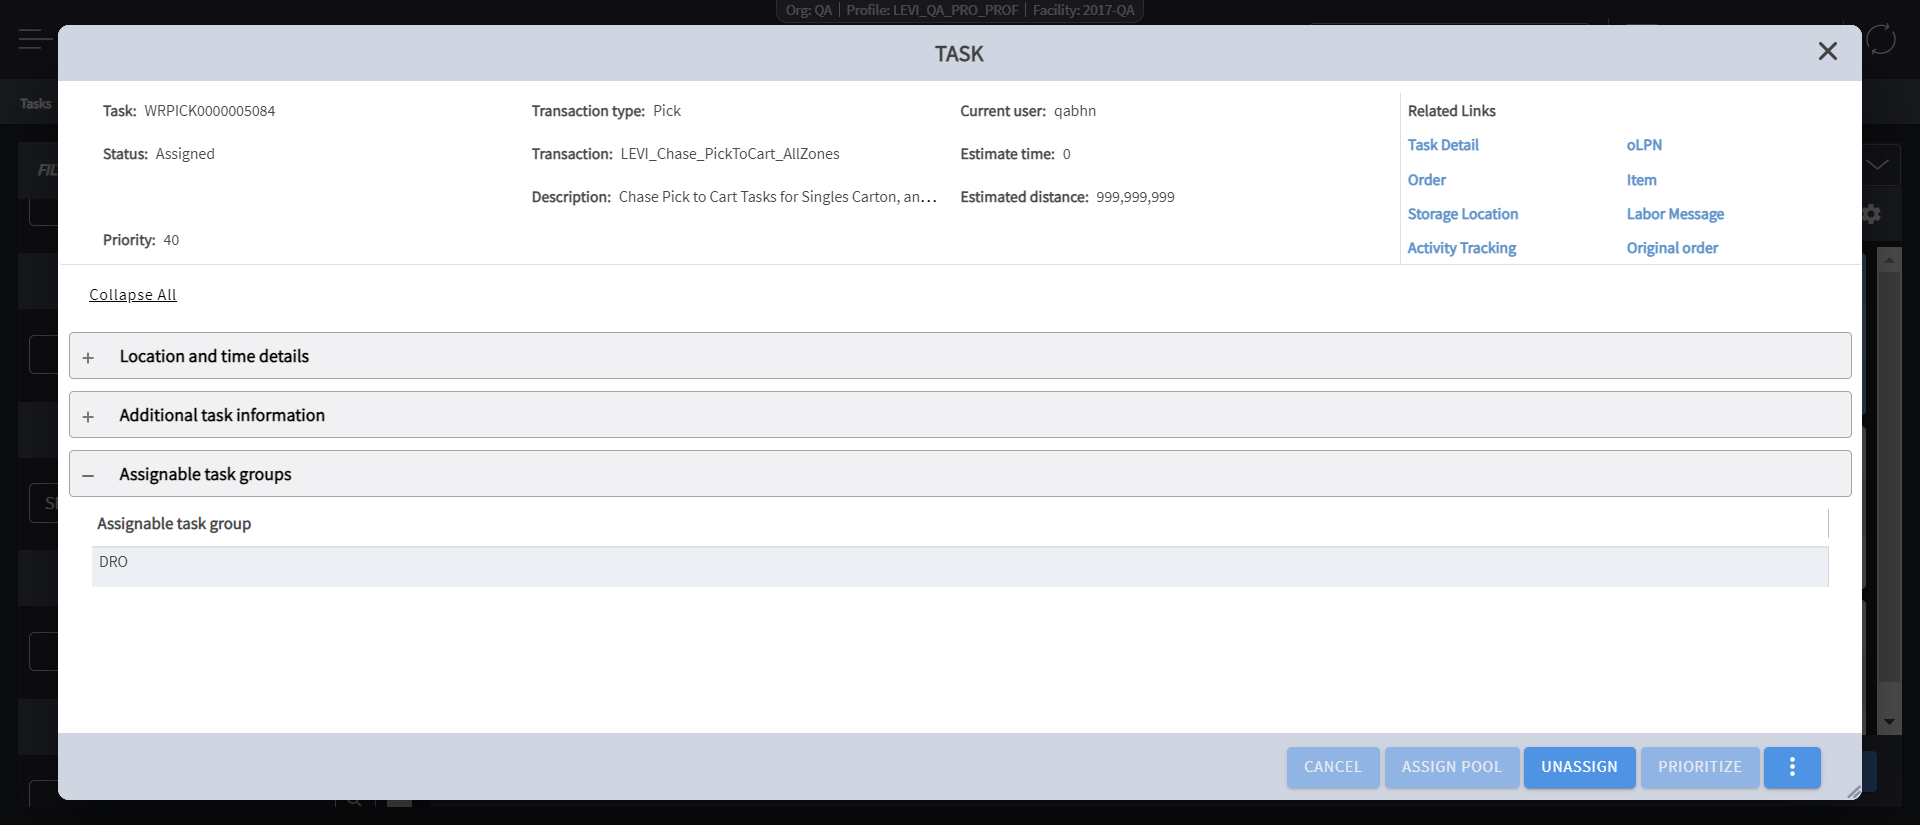 Org: QA | Profile: LEVI_QA_PRO_PROF | Facility: 2017-QA
TASK
Tasks
Task: WRPICK0000005084
Transaction type: Pick
Current user: qabhn
Related Links
Status: Assigned
Transaction: LEVI_Chase_PickToCart_AllZones
Estimate time: 0
Task Detail
oLPN
Description: Chase Pick to Cart Tasks for Singles Carton, an...
Estimated distance: 999,999,999
Order
Item
Storage Location
Labor Message
Priority: 40
Activity Tracking
Original order
Collapse All
+ Location and time details
+ Additional task information
– Assignable task groups
Assignable task group
DRO
CANCEL
ASSIGN POOL
UNASSIGN
PRIORITIZE